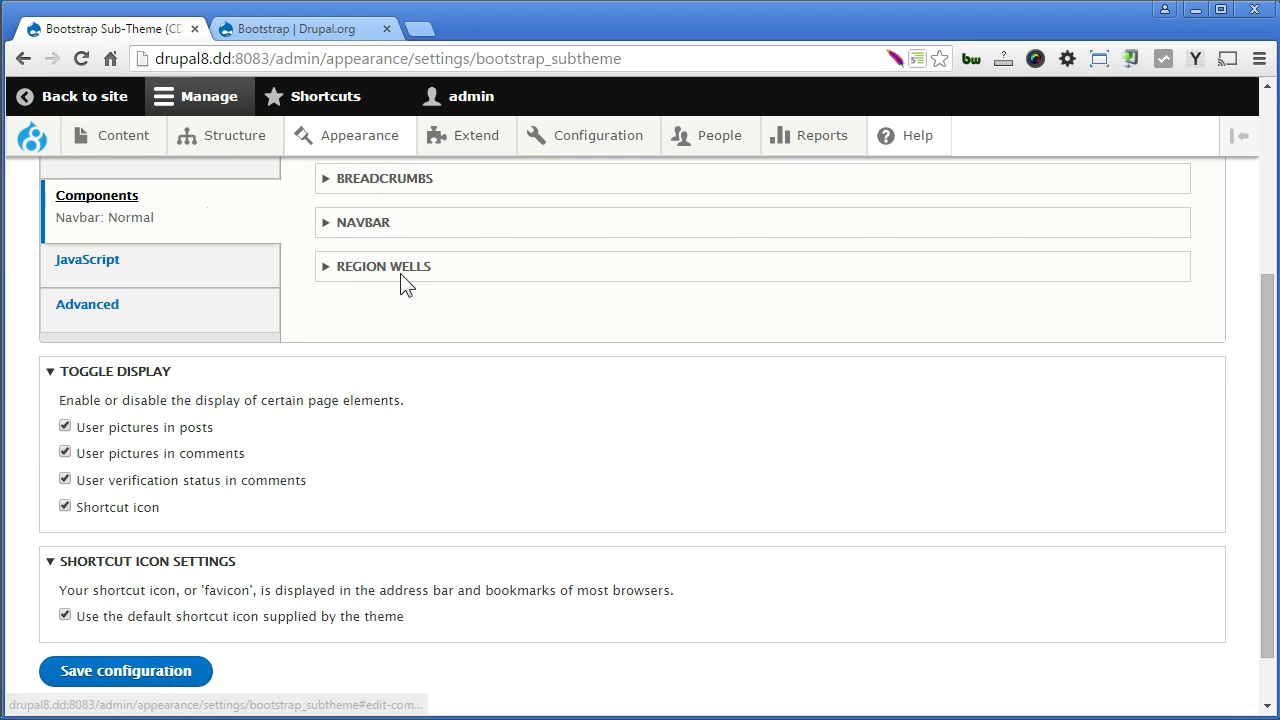 Bootstrap Sub-Theme (CD
Bootstrap | Drupal.org
drupal8.dd:8083/admin/appearance/settings/bootstrap_subtheme
bw
Y
Back to site
Manage
Shortcuts
admin
Content
Structure
Appearance
Extend
Configuration
People
Reports
Help
Components
Navbar: Normal
JavaScript
Advanced
BREADCRUMBS
NAVBAR
REGION WELLS
TOGGLE DISPLAY
Enable or disable the display of certain page elements.
User pictures in posts
User pictures in comments
User verification status in comments
Shortcut icon
SHORTCUT ICON SETTINGS
Your shortcut icon, or 'favicon', is displayed in the address bar and bookmarks of most browsers.
Use the default shortcut icon supplied by the theme
Save configuration
drupal8.dd:8083/admin/appearance/settings/bootstrap_subtheme#edit-com...